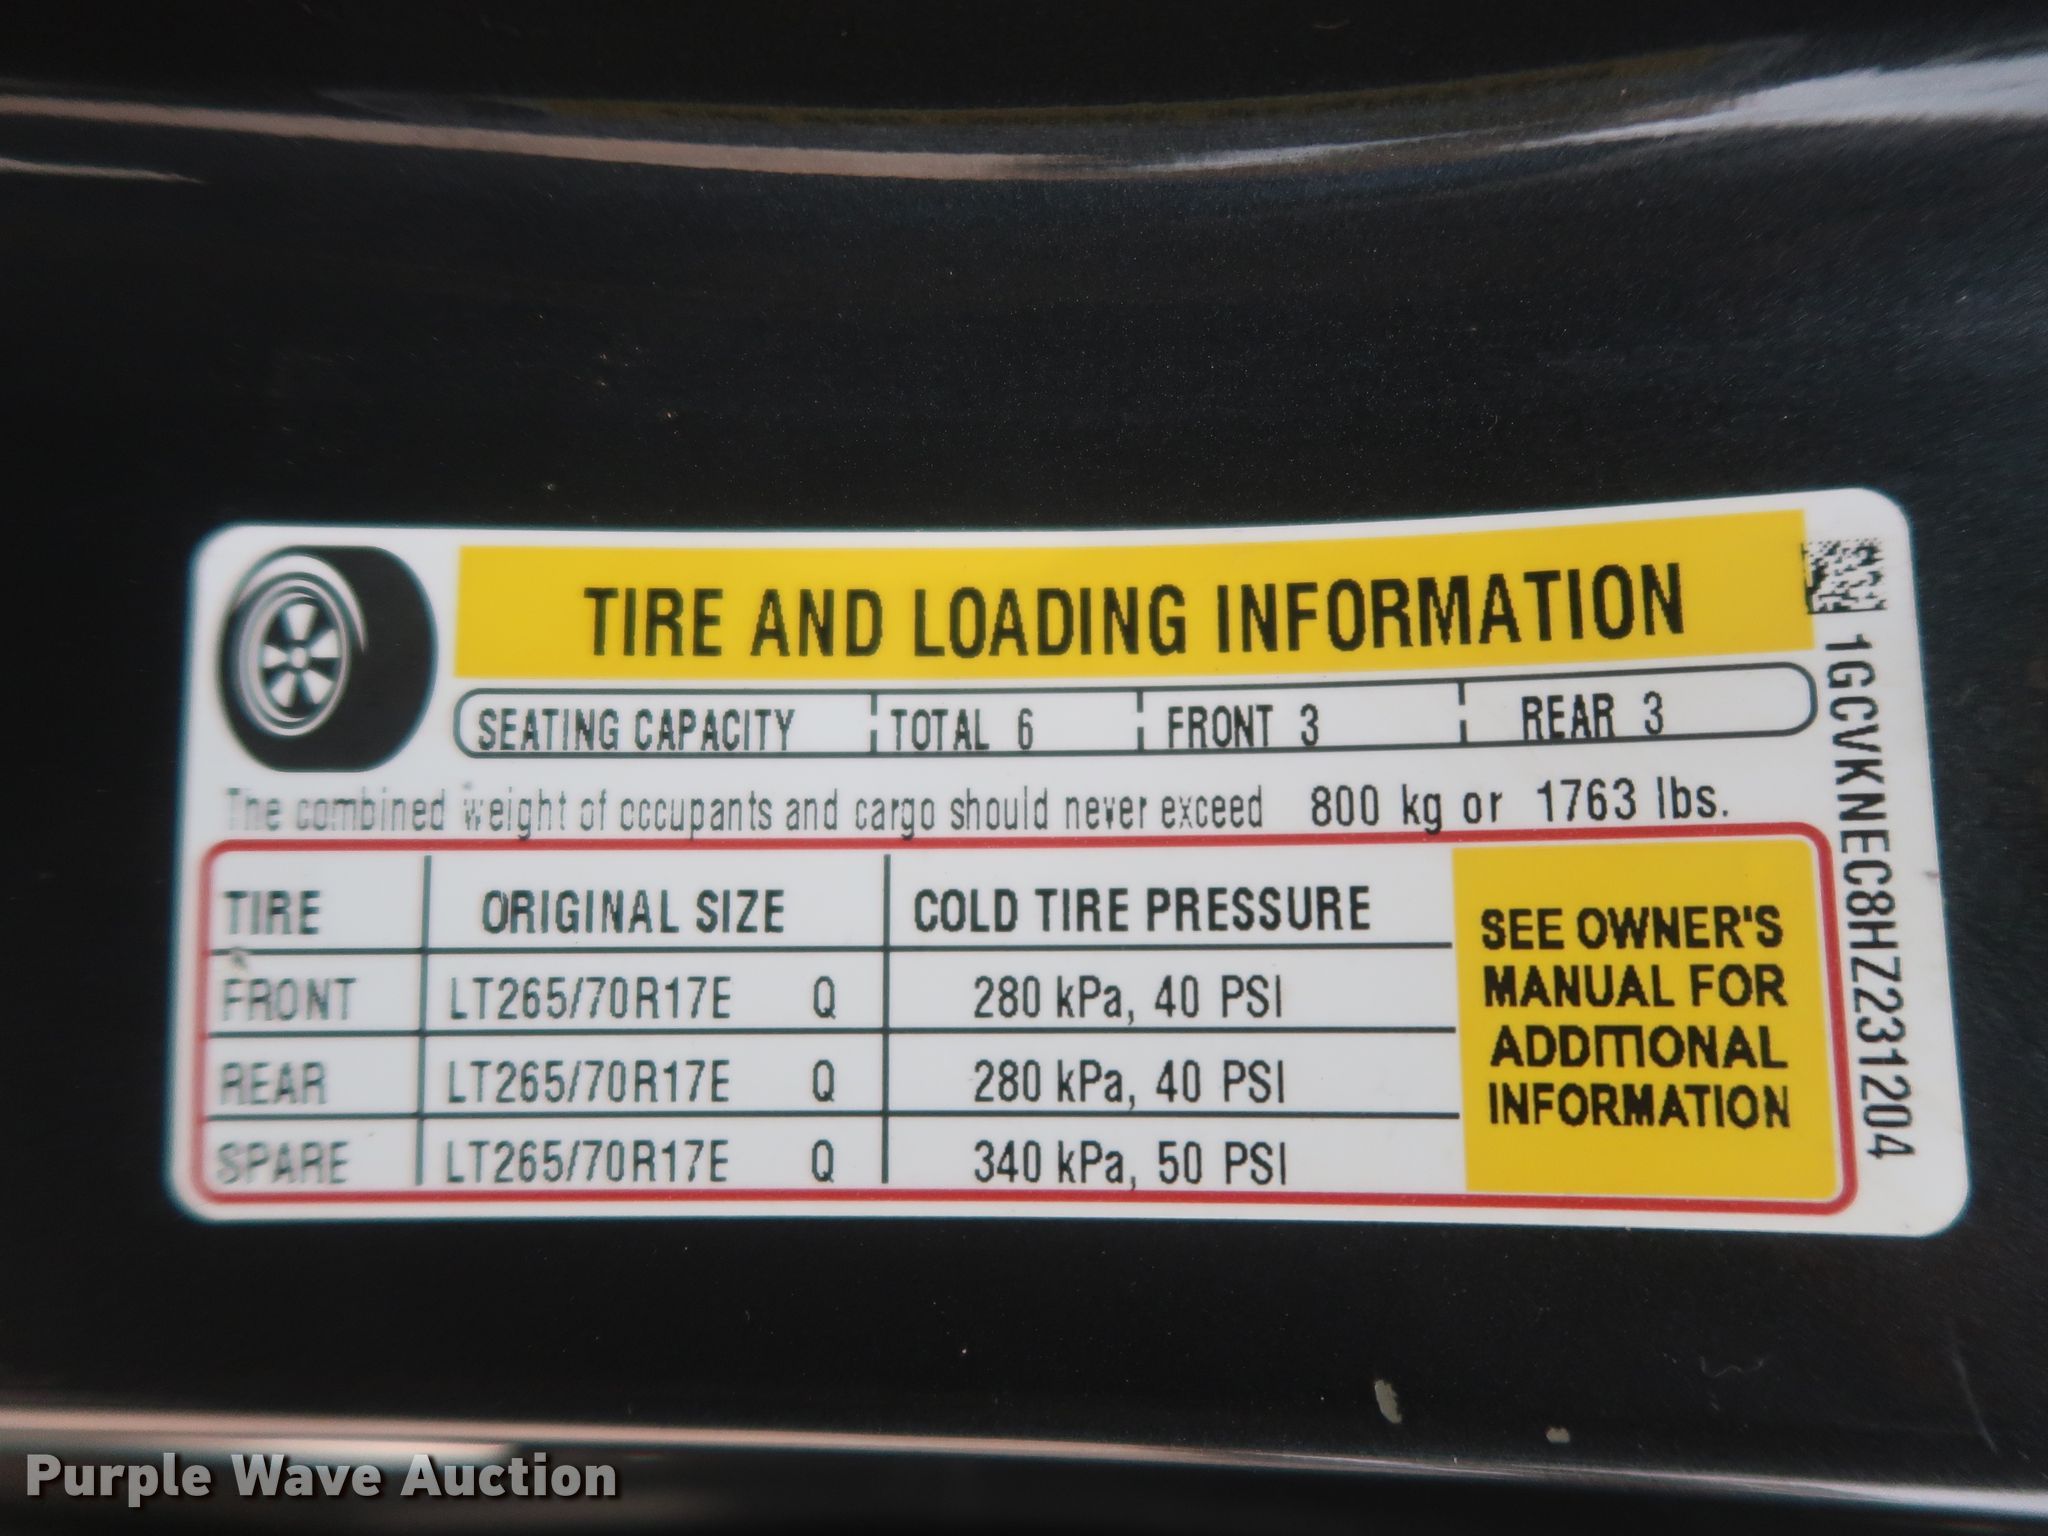 TIRE AND LOADING INFORMATION
SEATING CAPACITY TOTAL 6 FRONT 3 REAR 3
The combined weight of occupants and cargo should never exceed 800 kg or 1763 lbs.
TIRE ORIGINAL SIZE COLD TIRE PRESSURE
FRONT LT265/70R17E Q 280 kPa, 40 PSI
REAR LT265/70R17E Q 280 kPa, 40 PSI
SPARE LT265/70R17E Q 340 kPa, 50 PSI
SEE OWNER'S
MANUAL FOR
ADDITIONAL
INFORMATION
1GCVKNEC8HZ231204
Purple Wave Auction